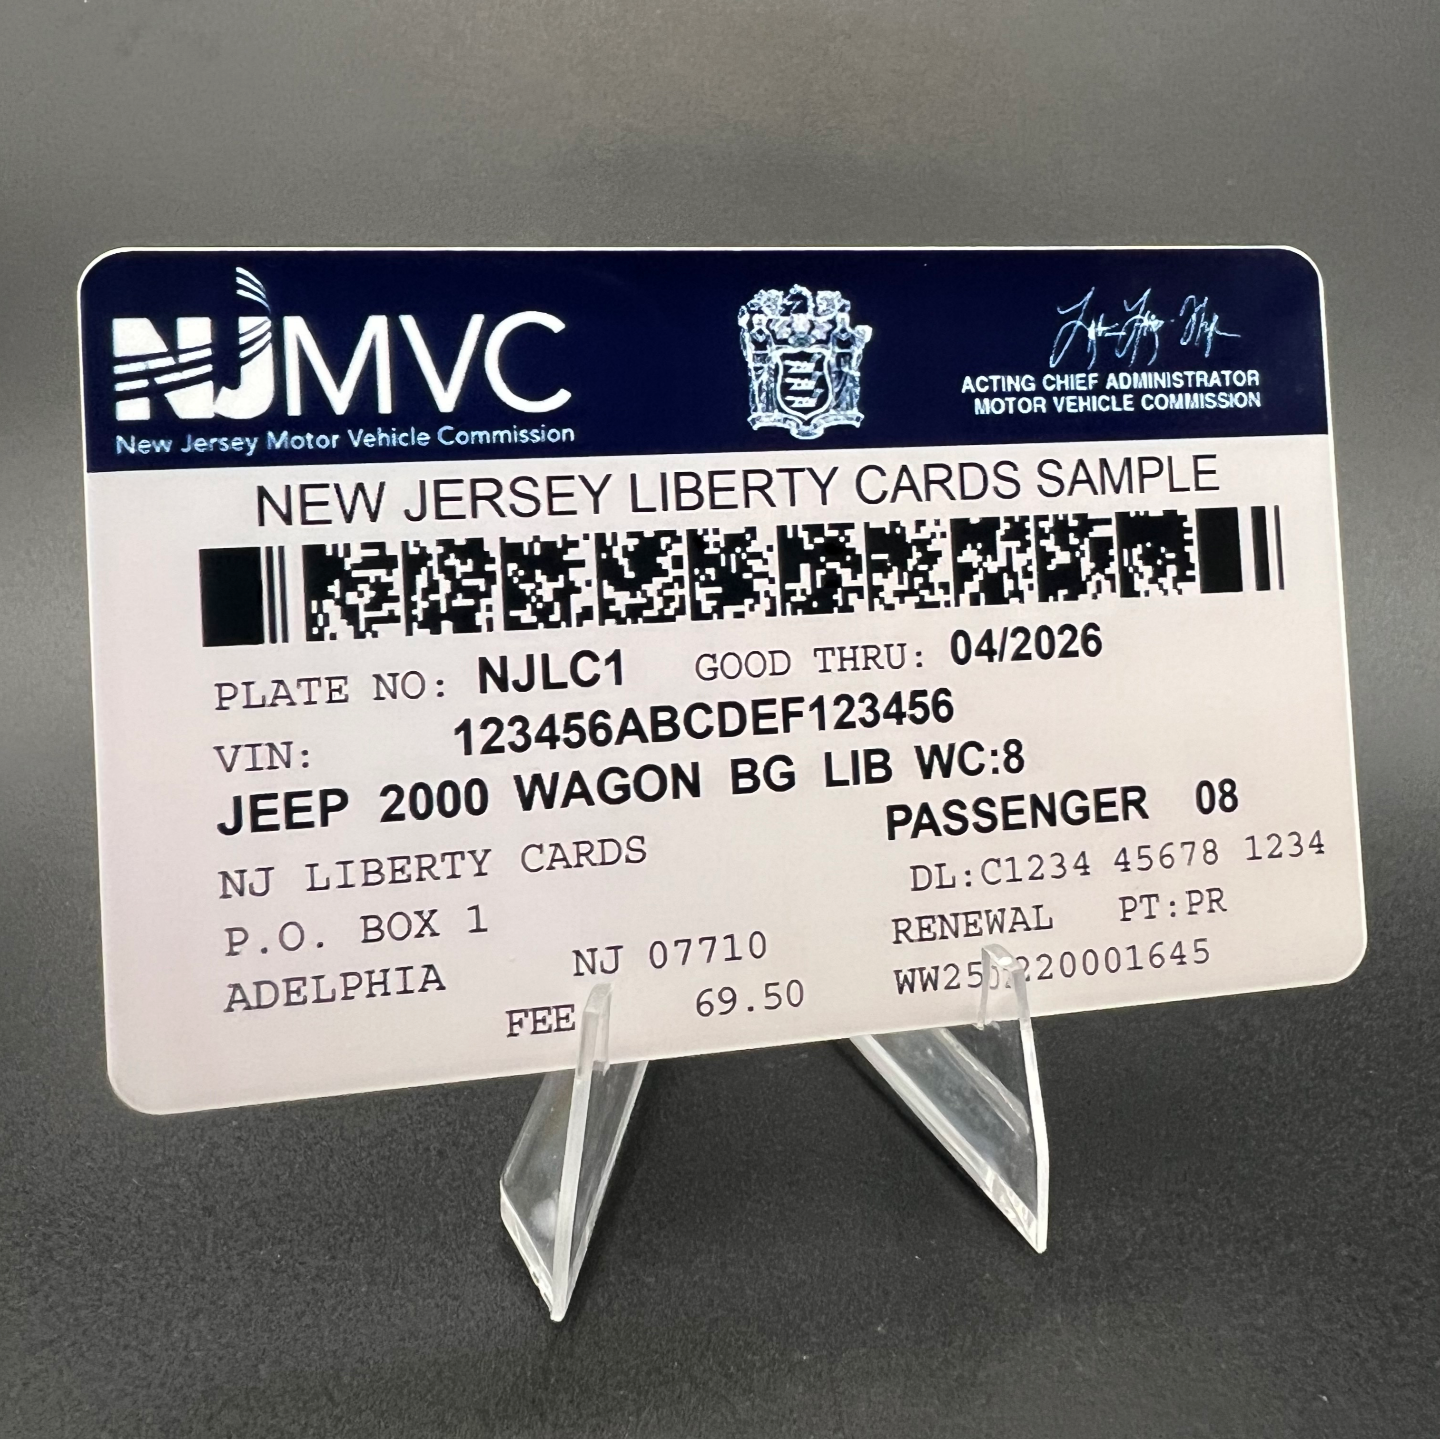 NJMVC
New Jersey Motor Vehicle Commission
ACTING CHIEF ADMINISTRATOR
MOTOR VEHICLE COMMISSION
NEW JERSEY LIBERTY CARDS SAMPLE
PLATE NO: NJLC1 GOOD THRU: 04/2026
VIN: 123456ABCDEF123456
JEEP 2000 WAGON BG LIB WC:8
PASSENGER 08
NJ LIBERTY CARDS
DL:C1234 45678 1234
P.O. BOX 1
RENEWAL PT:PR
ADELPHIA NJ 07710
FEE 69.50